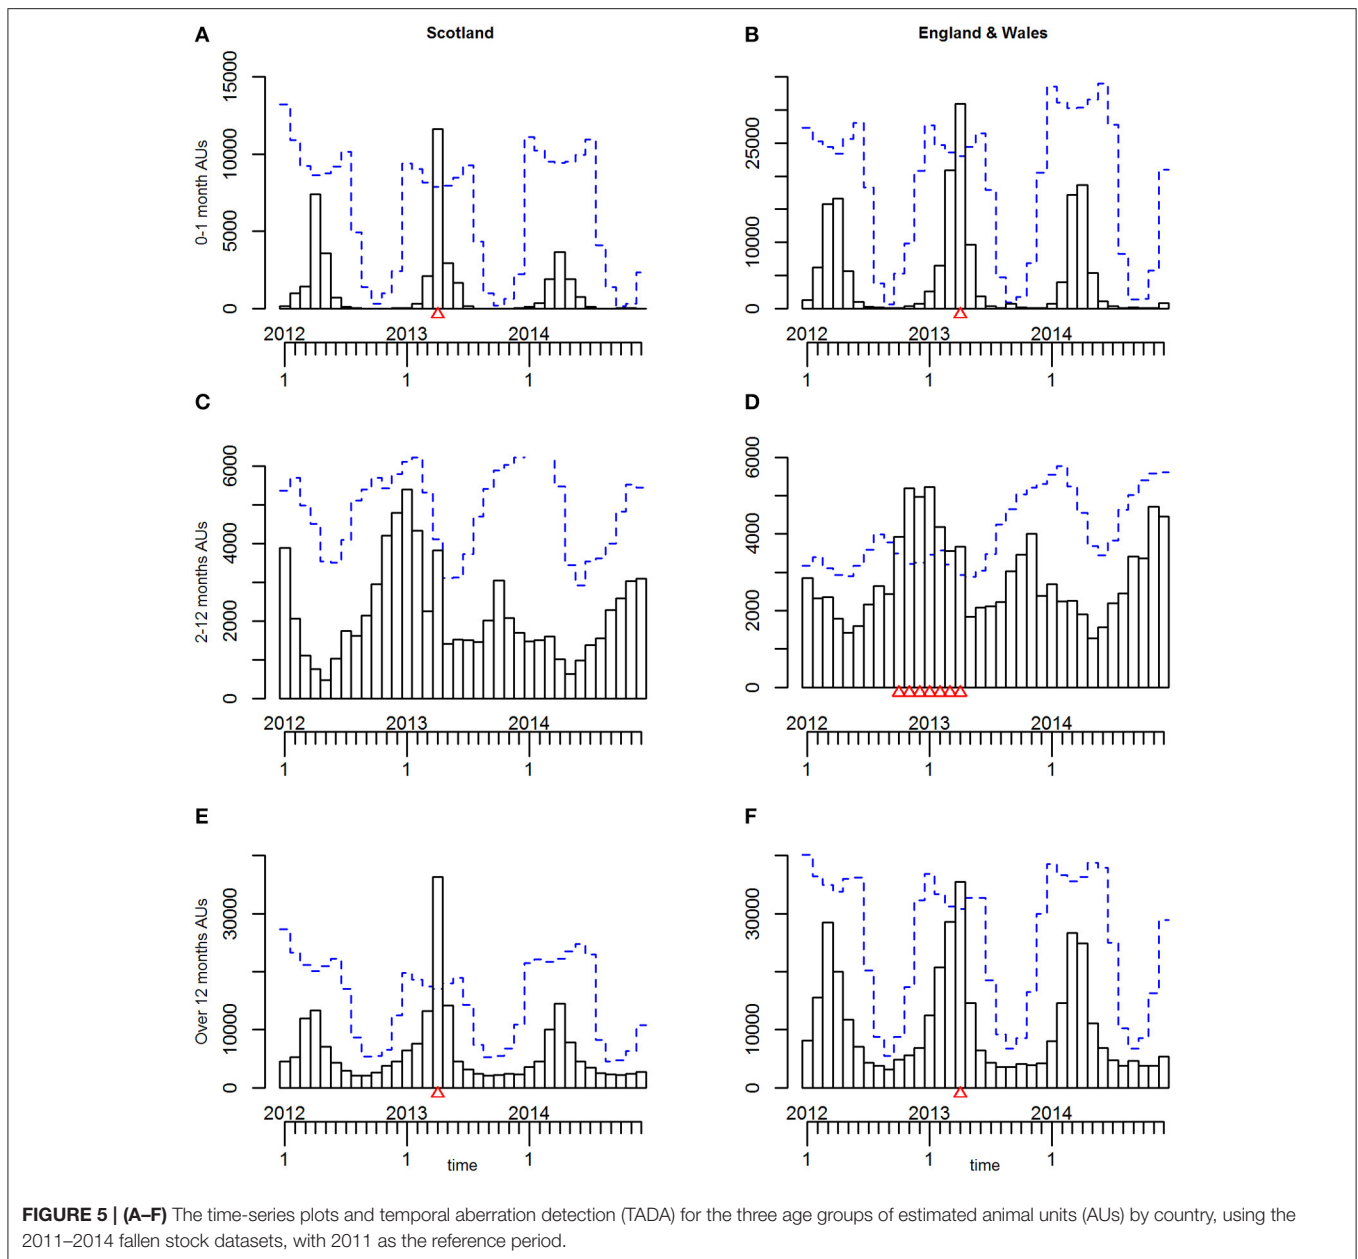 A Scotland
B England & Wales
0-1 month AUs
0 5000 10000 15000
2012 2013 2014
1 1 1
0 10000 25000
2012 2013 2014
1 1 1
C
D
2-12 months AUs
0 2000 4000 6000
2012 2013 2014
1 1 1
0 2000 4000 6000
2012 2013 2014
1 1 1
E
F
Over 12 months AUs
0 10000 30000
2012 2013 2014
1 1 1
time
0 10000 30000
2012 2013 2014
1 1 1
time
FIGURE 5 | (A–F) The time-series plots and temporal aberration detection (TADA) for the three age groups of estimated animal units (AUs) by country, using the
2011–2014 fallen stock datasets, with 2011 as the reference period.